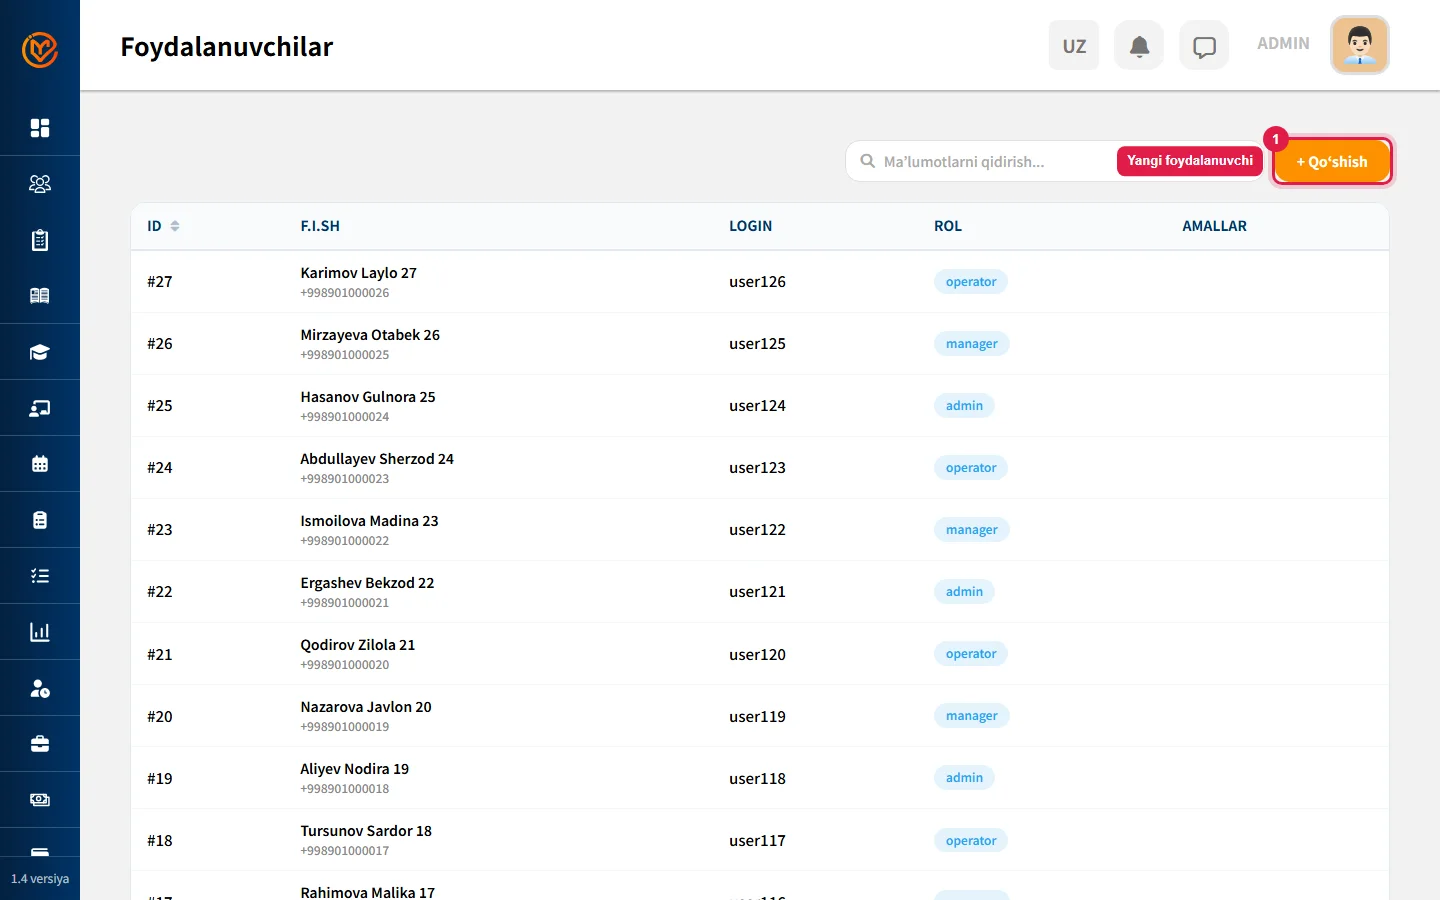 Foydalanuvchilar
UZ
ADMIN
Ma'lumotlarni qidirish...
Yangi foydalanuvchi
1
+ Qo'shish
ID F.I.SH LOGIN ROL AMALLAR
#27 Karimov Laylo 27 user126 operator
+998901000026
#26 Mirzayeva Otabek 26 user125 manager
+998901000025
#25 Hasanov Gulnora 25 user124 admin
+998901000024
#24 Abdullayev Sherzod 24 user123 operator
+998901000023
#23 Ismoilova Madina 23 user122 manager
+998901000022
#22 Ergashev Bekzod 22 user121 admin
+998901000021
#21 Qodirov Zilola 21 user120 operator
+998901000020
#20 Nazarova Javlon 20 user119 manager
+998901000019
#19 Aliyev Nodira 19 user118 admin
+998901000018
#18 Tursunov Sardor 18 user117 operator
+998901000017
Rahimova Malika 17
1.4 versiya